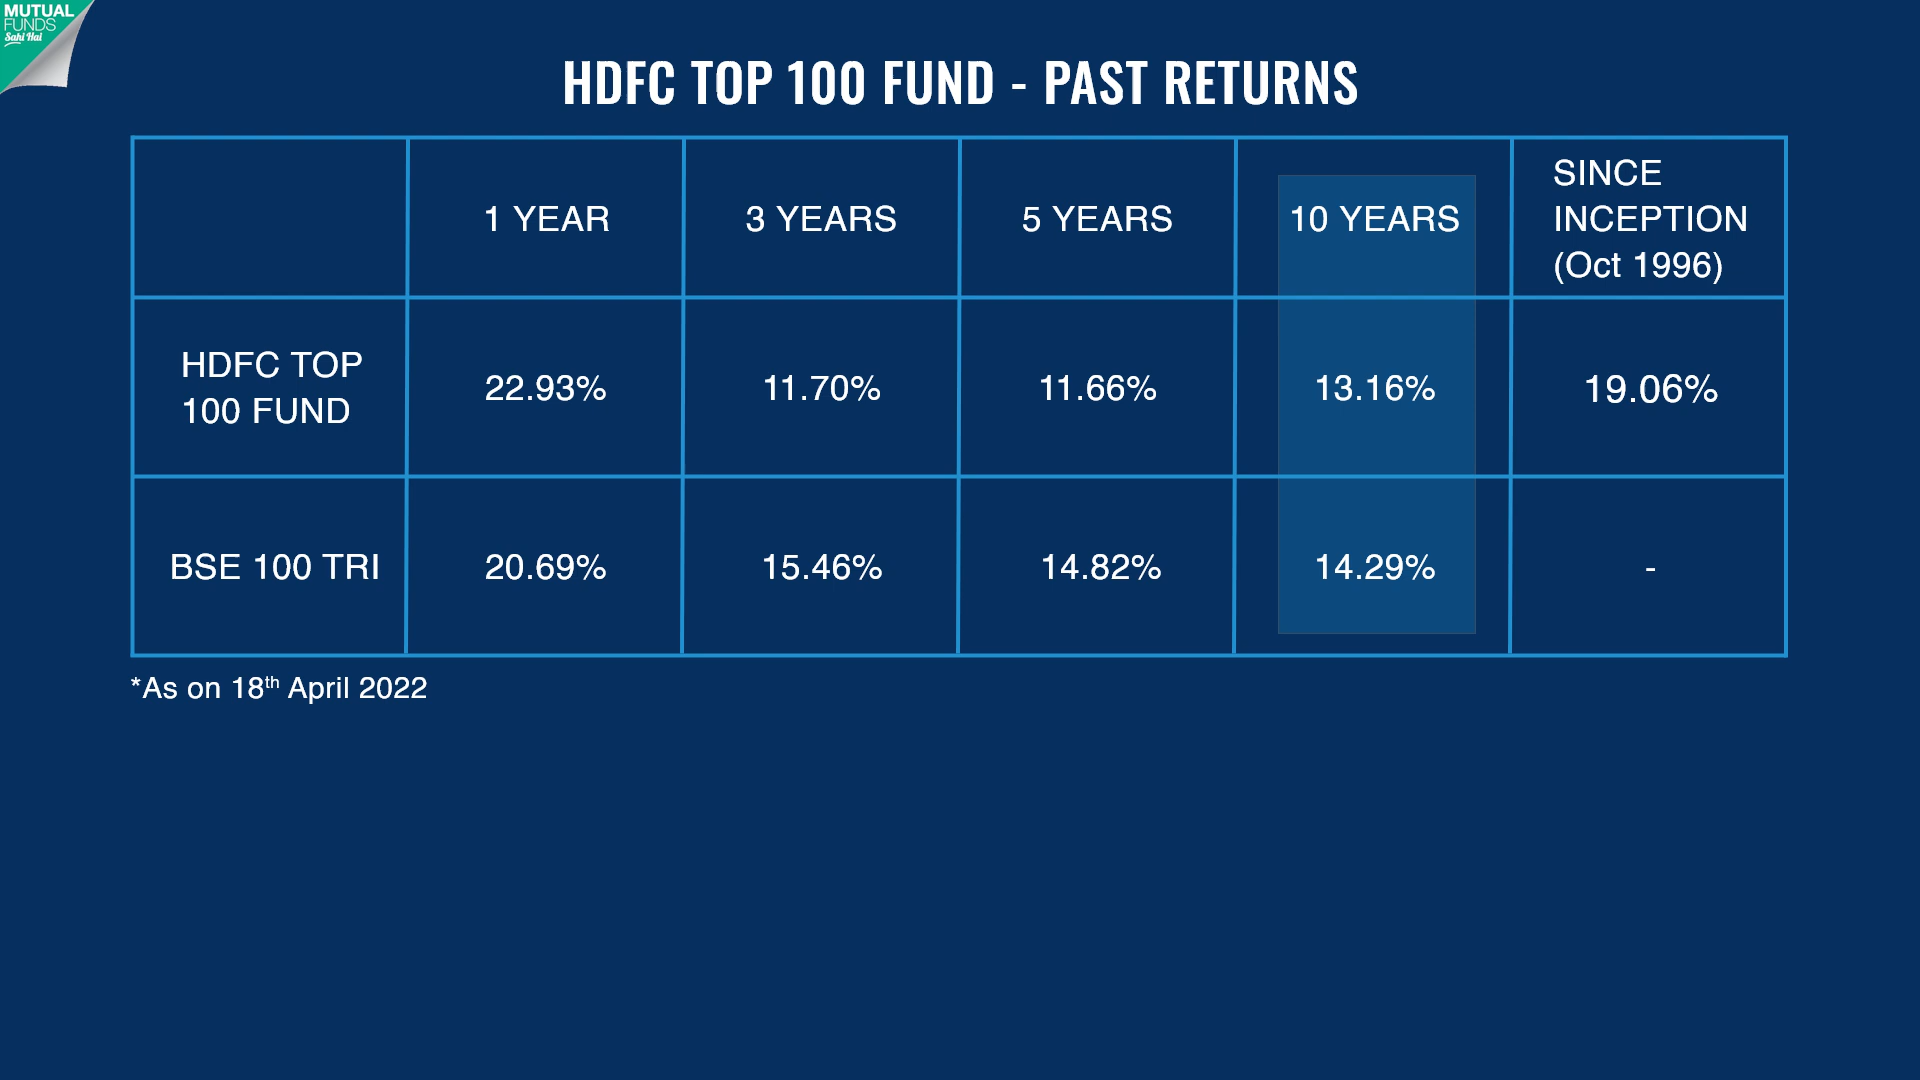 MUTUAL
FUNDS
Sahi Hai
HDFC TOP 100 FUND - PAST RETURNS
1 YEAR
3 YEARS
5 YEARS
10 YEARS
SINCE
INCEPTION
(Oct 1996)
HDFC TOP
100 FUND
22.93%
11.70%
11.66%
13.16%
19.06%
BSE 100 TRI
20.69%
15.46%
14.82%
14.29%
-
*As on 18th April 2022